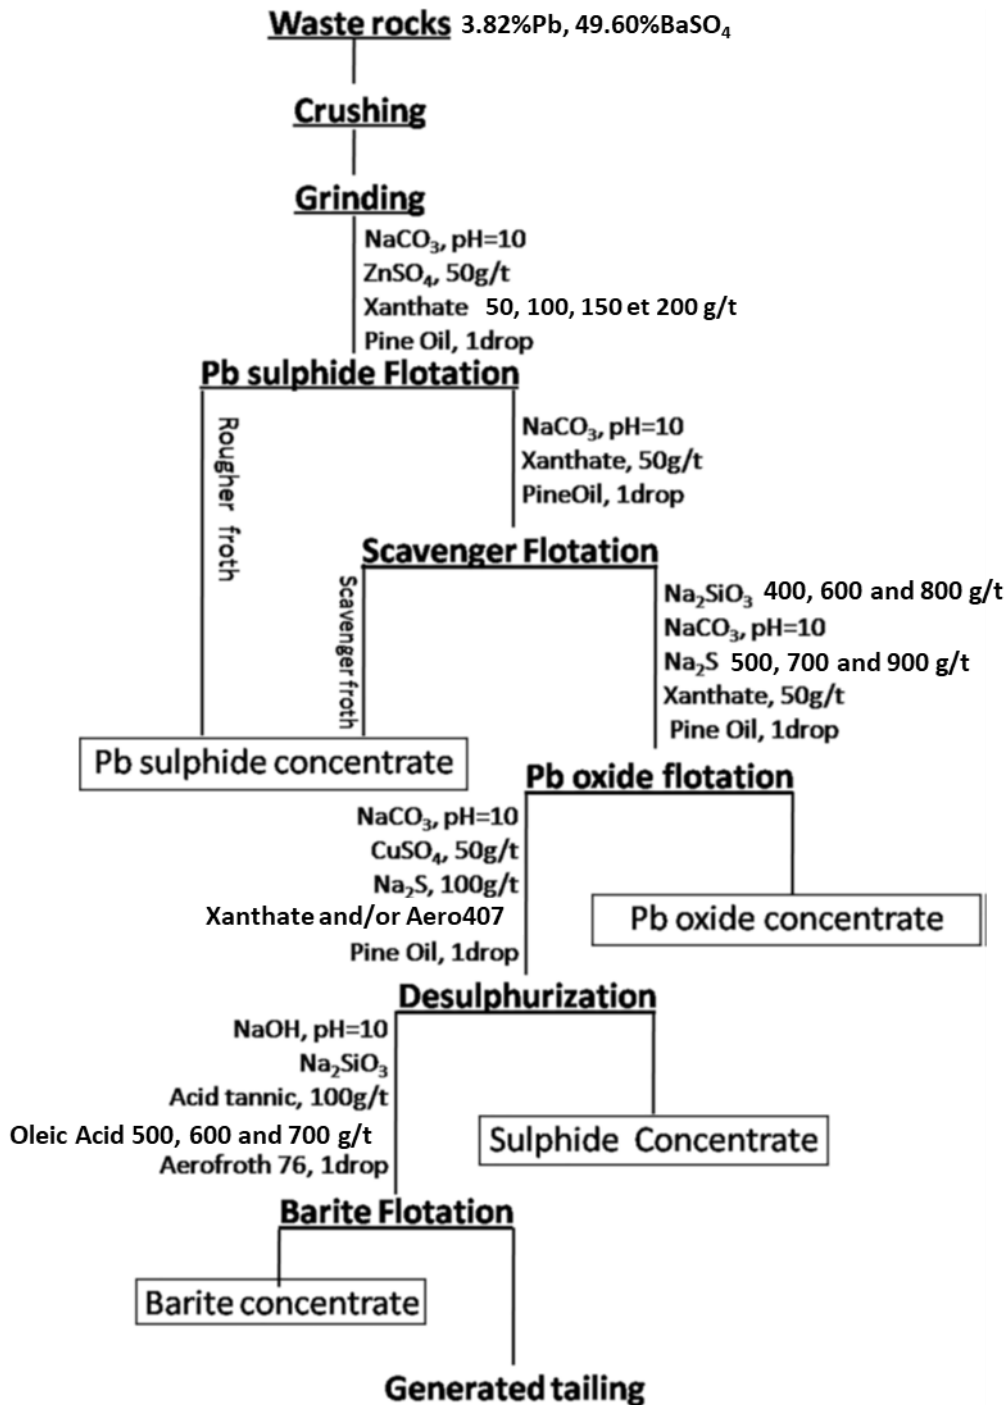 Waste rocks 3.82%Pb, 49.60%BaSO₄
Crushing
Grinding
NaCO₃, pH=10
ZnSO₄, 50g/t
Xanthate 50, 100, 150 et 200 g/t
Pine Oil, 1drop
Pb sulphide Flotation
Rougher froth
NaCO₃, pH=10
Xanthate, 50g/t
PineOil, 1drop
Scavenger Flotation
Scavenger froth
Na₂SiO₃ 400, 600 and 800 g/t
NaCO₃, pH=10
Na₂S 500, 700 and 900 g/t
Xanthate, 50g/t
Pine Oil, 1drop
Pb sulphide concentrate
Pb oxide flotation
NaCO₃, pH=10
CuSO₄, 50g/t
Na₂S, 100g/t
Xanthate and/or Aero407
Pine Oil, 1drop
Pb oxide concentrate
Desulphurization
NaOH, pH=10
Na₂SiO₃
Acid tannic, 100g/t
Oleic Acid 500, 600 and 700 g/t
Aerofroth 76, 1drop
Sulphide Concentrate
Barite Flotation
Barite concentrate
Generated tailing